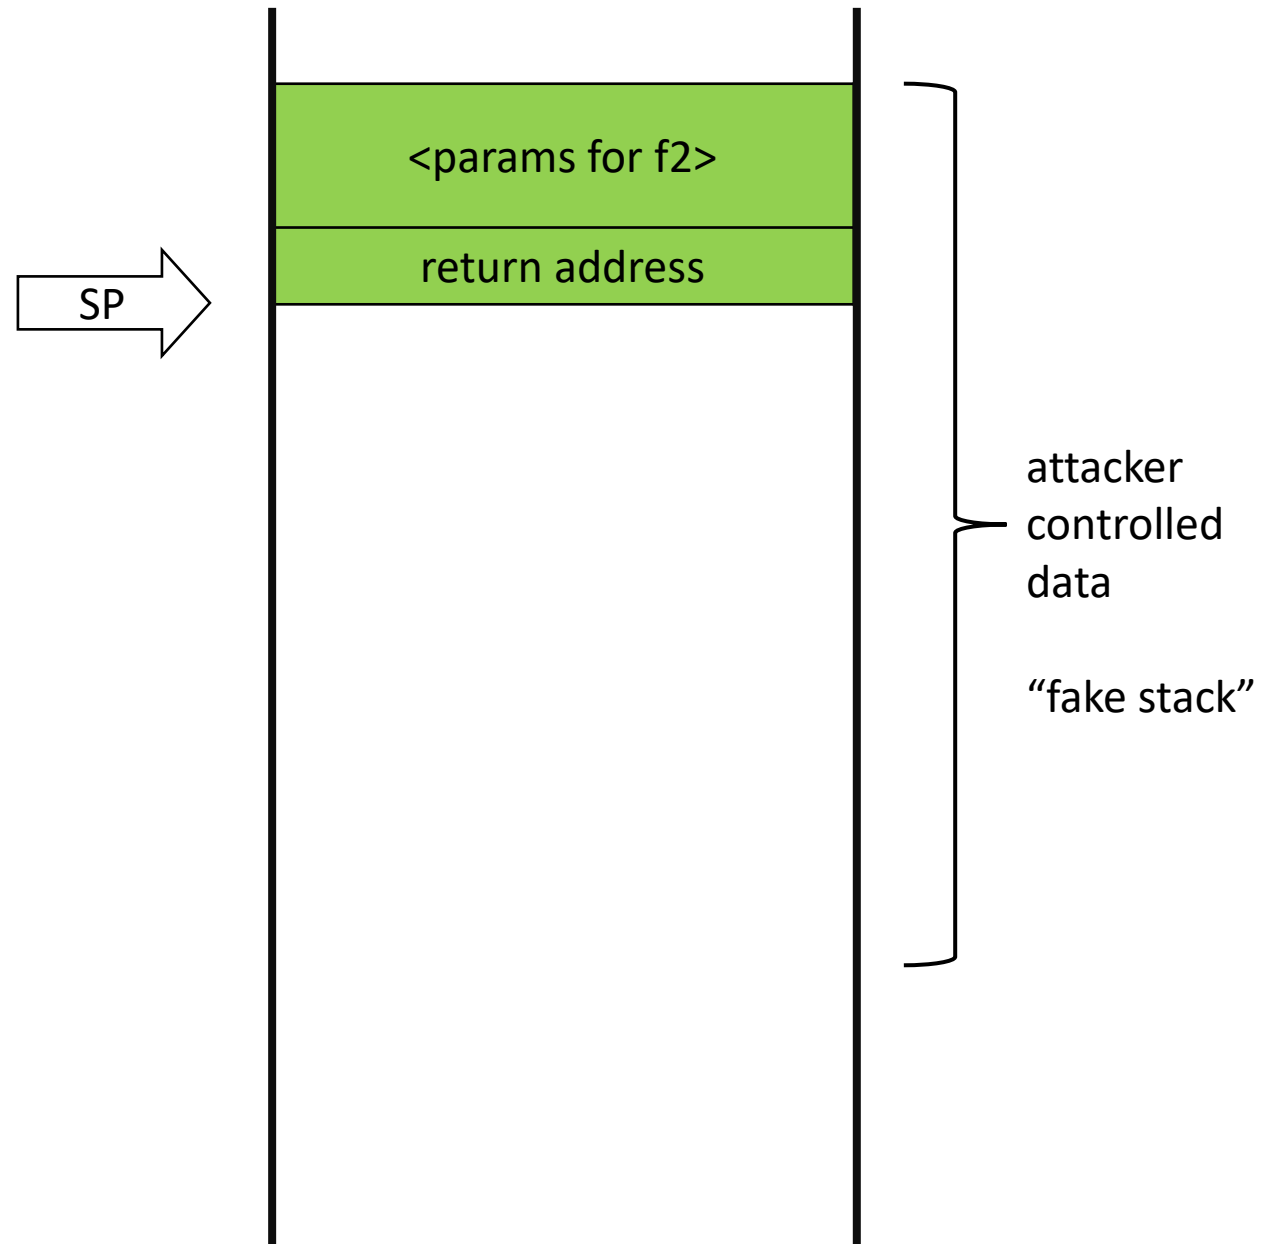 <params for f2>
return address
SP
attacker
controlled
data
“fake stack”